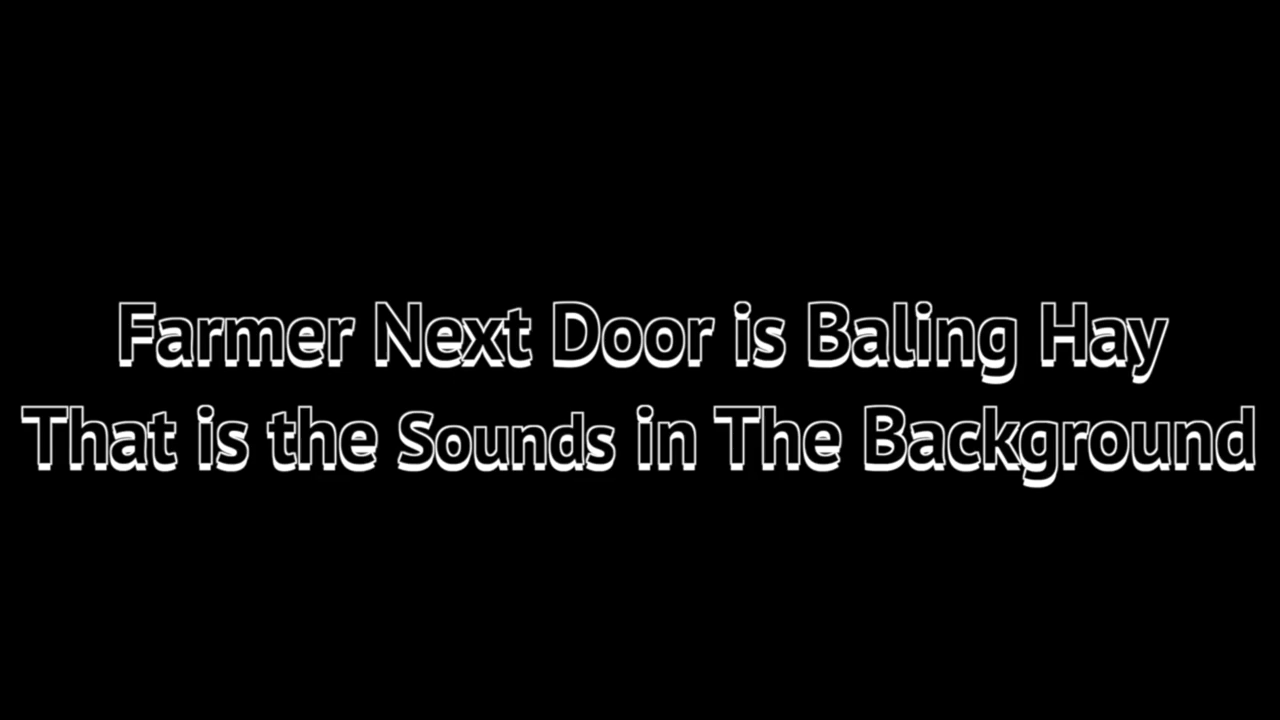 Farmer Next Door is Baling Hay
That is the Sounds in The Background